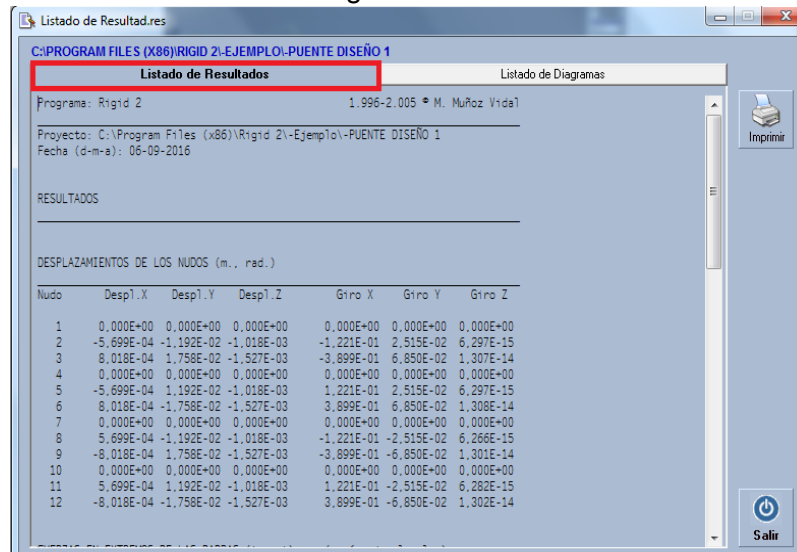 Listado de Resultad.res
C:\PROGRAM FILES (X86)\RIGID 2\-EJEMPLO\-PUENTE DISEÑO 1
Listado de Resultados Listado de Diagramas
Programa: Rigid 2 1.996-2.005 © M. Muñoz Vidal
Imprimir
Proyecto: C:\Program Files (x86)\Rigid 2\-Ejemplo\-PUENTE DISEÑO 1
Fecha (d-m-a): 06-09-2016
RESULTADOS
DESPLAZAMIENTOS DE LOS NUDOS (m., rad.)
Nudo Despl.X Despl.Y Despl.Z Giro X Giro Y Giro Z
1 0,000E+00 0,000E+00 0,000E+00 0,000E+00 0,000E+00 0,000E+00
2 -5,699E-04 -1,192E-02 -1,018E-03 -1,221E-01 2,515E-02 6,297E-15
3 8,018E-04 1,758E-02 -1,527E-03 -3,899E-01 6,850E-02 1,307E-14
4 0,000E+00 0,000E+00 0,000E+00 0,000E+00 0,000E+00 0,000E+00
5 -5,699E-04 1,192E-02 -1,018E-03 1,221E-01 2,515E-02 6,297E-15
6 8,018E-04 -1,758E-02 -1,527E-03 3,899E-01 6,850E-02 1,308E-14
7 0,000E+00 0,000E+00 0,000E+00 0,000E+00 0,000E+00 0,000E+00
8 5,699E-04 -1,192E-02 -1,018E-03 -1,221E-01 -2,515E-02 6,266E-15
9 -8,018E-04 1,758E-02 -1,527E-03 -3,899E-01 -6,850E-02 1,301E-14
10 0,000E+00 0,000E+00 0,000E+00 0,000E+00 0,000E+00 0,000E+00
11 5,699E-04 1,192E-02 -1,018E-03 1,221E-01 -2,515E-02 6,282E-15
12 -8,018E-04 -1,758E-02 -1,527E-03 3,899E-01 -6,850E-02 1,302E-14
Salir